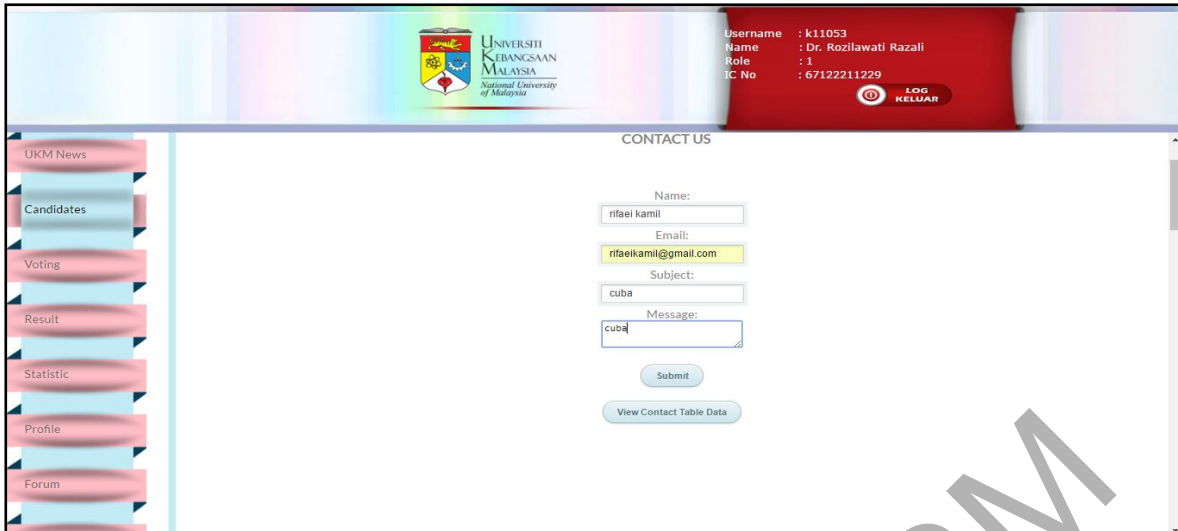 UNIVERSITI
KEBANGSAAN
MALAYSIA
National University
of Malaysia
Username : k11053
Name : Dr. Rozilawati Razali
Role : 1
IC No : 67122211229
LOG
KELUAR
UKM News
Candidates
Voting
Result
Statistic
Profile
Forum
CONTACT US
Name:
rifaei kamil
Email:
rifaeikamil@gmail.com
Subject:
cuba
Message:
cuba
Submit
View Contact Table Data
M